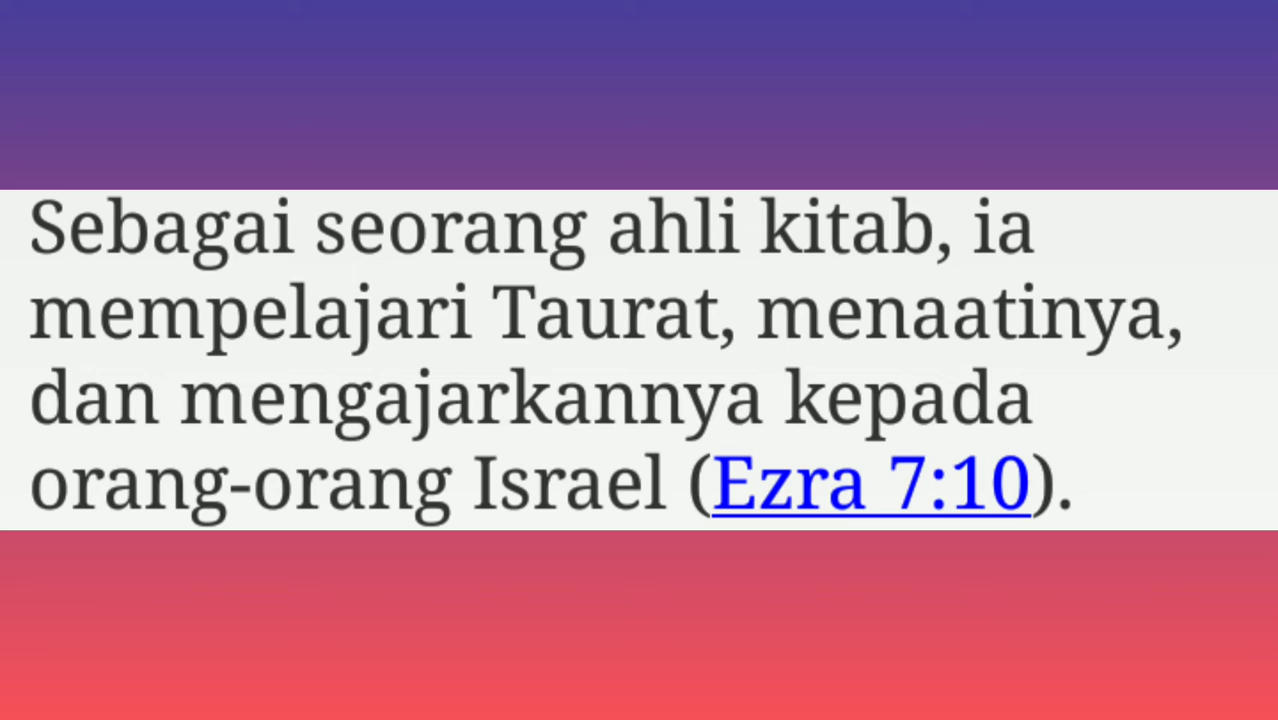 Sebagai seorang ahli kitab, ia
mempelajari Taurat, menaatinya,
dan mengajarkannya kepada
orang-orang Israel (Ezra 7:10).